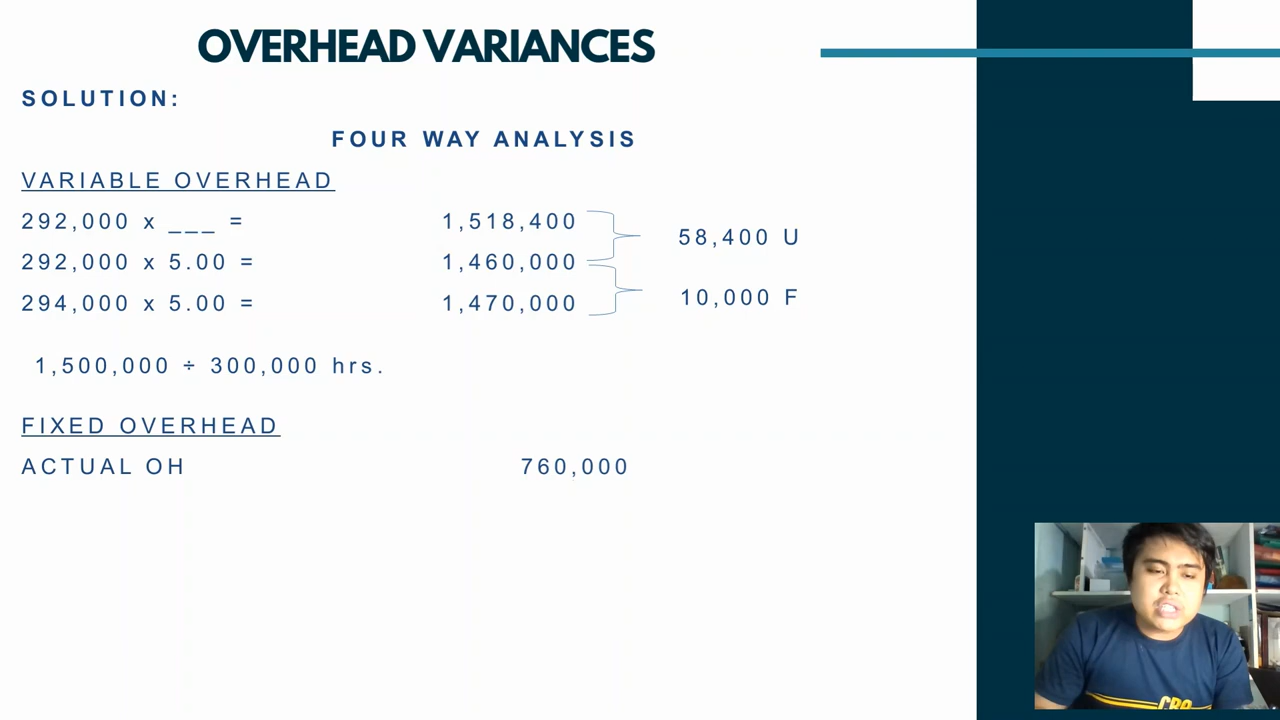 OVERHEAD VARIANCES
SOLUTION:
FOUR WAY ANALYSIS
VARIABLE OVERHEAD
292,000 x ___ = 1,518,400
58,400 U
292,000 x 5.00 = 1,460,000
10,000 F
294,000 x 5.00 = 1,470,000
1,500,000 ÷ 300,000 hrs.
FIXED OVERHEAD
ACTUAL OH 760,000